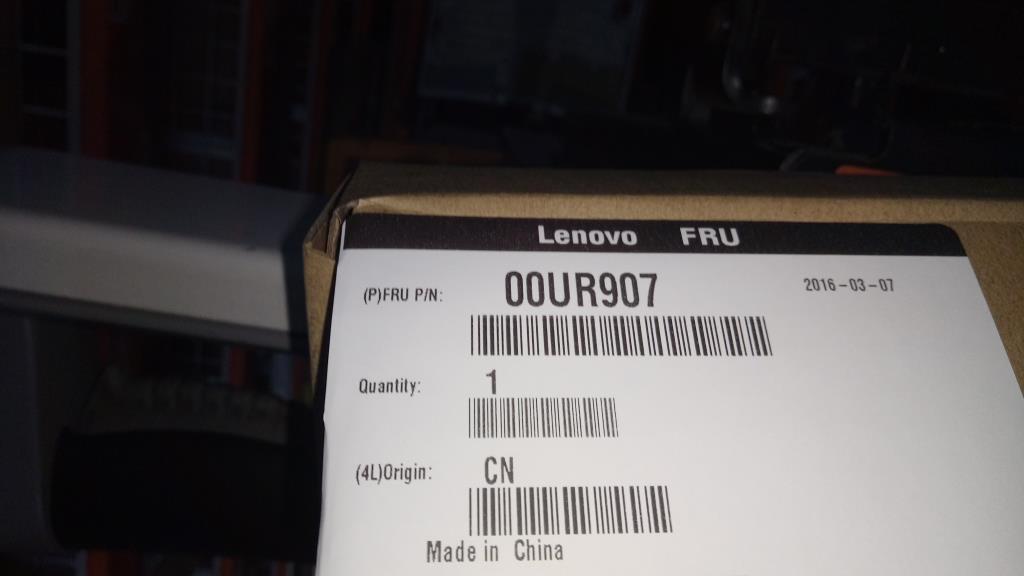 Lenovo FRU
(P)FRU P/N: 00UR907 2016-03-07
Quantity: 1
(4L)Origin: CN
Made in China